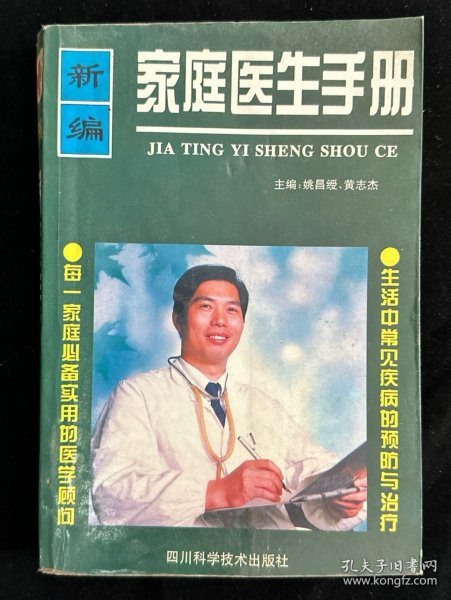 新编
家庭医生手册
JIA TING YI SHENG SHOU CE
主编:姚昌绶、黄志杰
●每一家庭必备实用的医学顾问
●生活中常见疾病的预防与治疗
四川科学技术出版社
孔夫子旧书网
www.kongfz.com